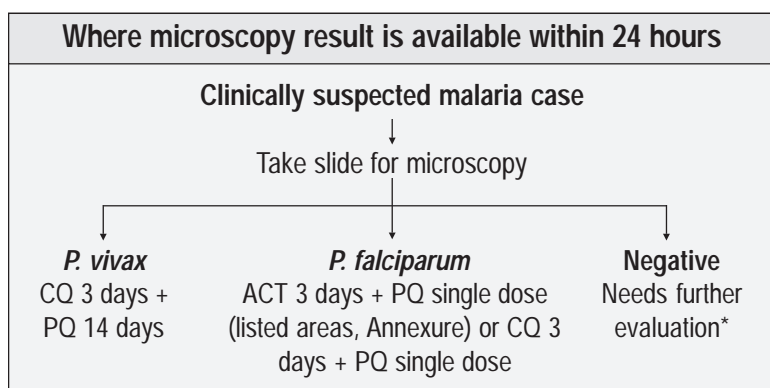 Where microscopy result is available within 24 hours
Clinically suspected malaria case
Take slide for microscopy
P. vivax
CQ 3 days +
PQ 14 days
P. falciparum
ACT 3 days + PQ single dose
(listed areas, Annexure) or CQ 3
days + PQ single dose
Negative
Needs further
evaluation*